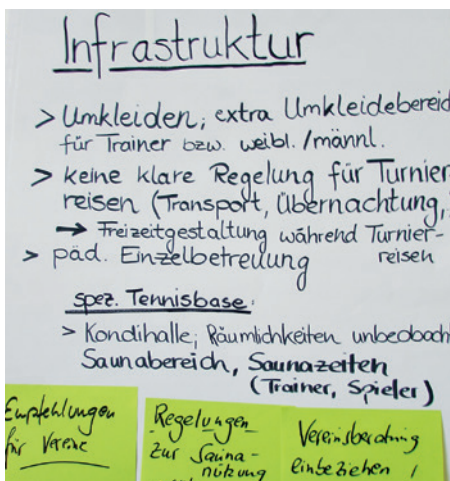 Infrastruktur
> Umkleiden; extra Umkleidebereich
für Trainer bzw. weibl./männl.
> keine klare Regelung für Turnier-
reisen (Transport, Übernachtung,
→ Freizeitgestaltung während Turnier-
reisen
> päd. Einzelbetreuung
spez. Tennisbase:
> Kondihalle; Räumlichkeiten unbeobacht
Saunabereich, Saunazeiten
(Trainer, Spieler)
Empfehlungen
für Vereine
Regelungen
zur Sauna-
nützung
Vereinsberatung
einbeziehen